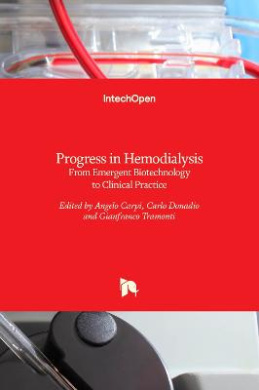 IntechOpen
Progress in Hemodialysis
From Emergent Biotechnology
to Clinical Practice
Edited by Angelo Carpi, Carlo Donadio
and Gianfranco Tramonti